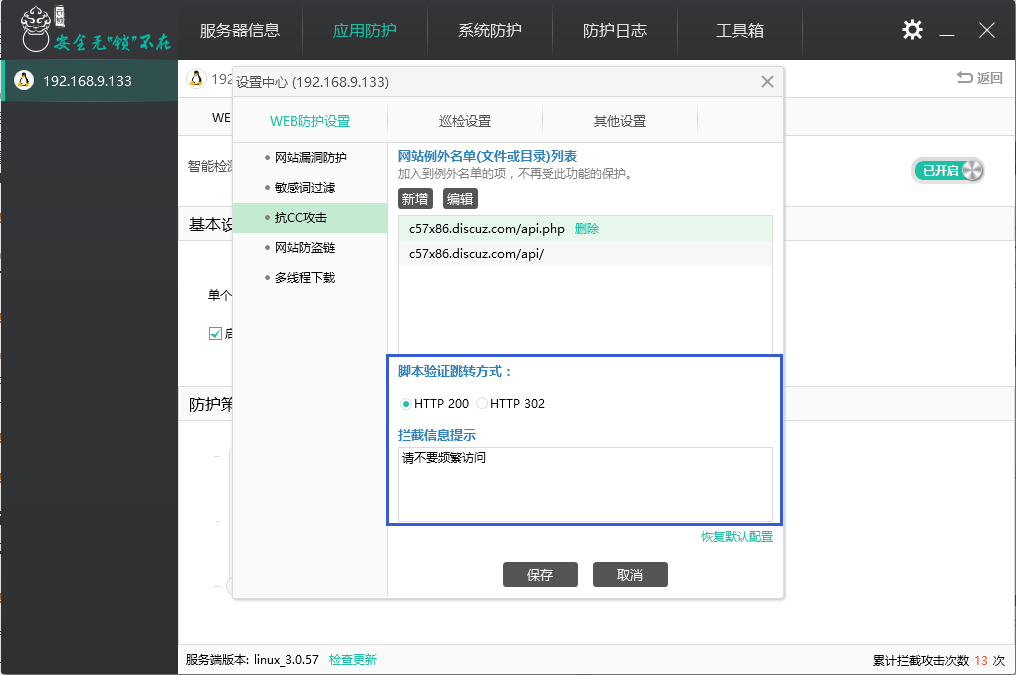 安全无“锁”不在
服务器信息
应用防护
系统防护
防护日志
工具箱
192.168.9.133
192
返回
设置中心 (192.168.9.133)
WE
WEB防护设置
巡检设置
其他设置
智能检测
已开启
基本设
单个
启
防护策
网站漏洞防护
敏感词过滤
抗CC攻击
网站防盗链
多线程下载
网站例外名单(文件或目录)列表
加入到例外名单的项，不再受此功能的保护。
新增
编辑
c57x86.discuz.com/api.php 删除
c57x86.discuz.com/api/
脚本验证跳转方式：
HTTP 200
HTTP 302
拦截信息提示
请不要频繁访问
恢复默认配置
保存
取消
服务端版本: linux_3.0.57 检查更新
累计拦截攻击次数 13 次